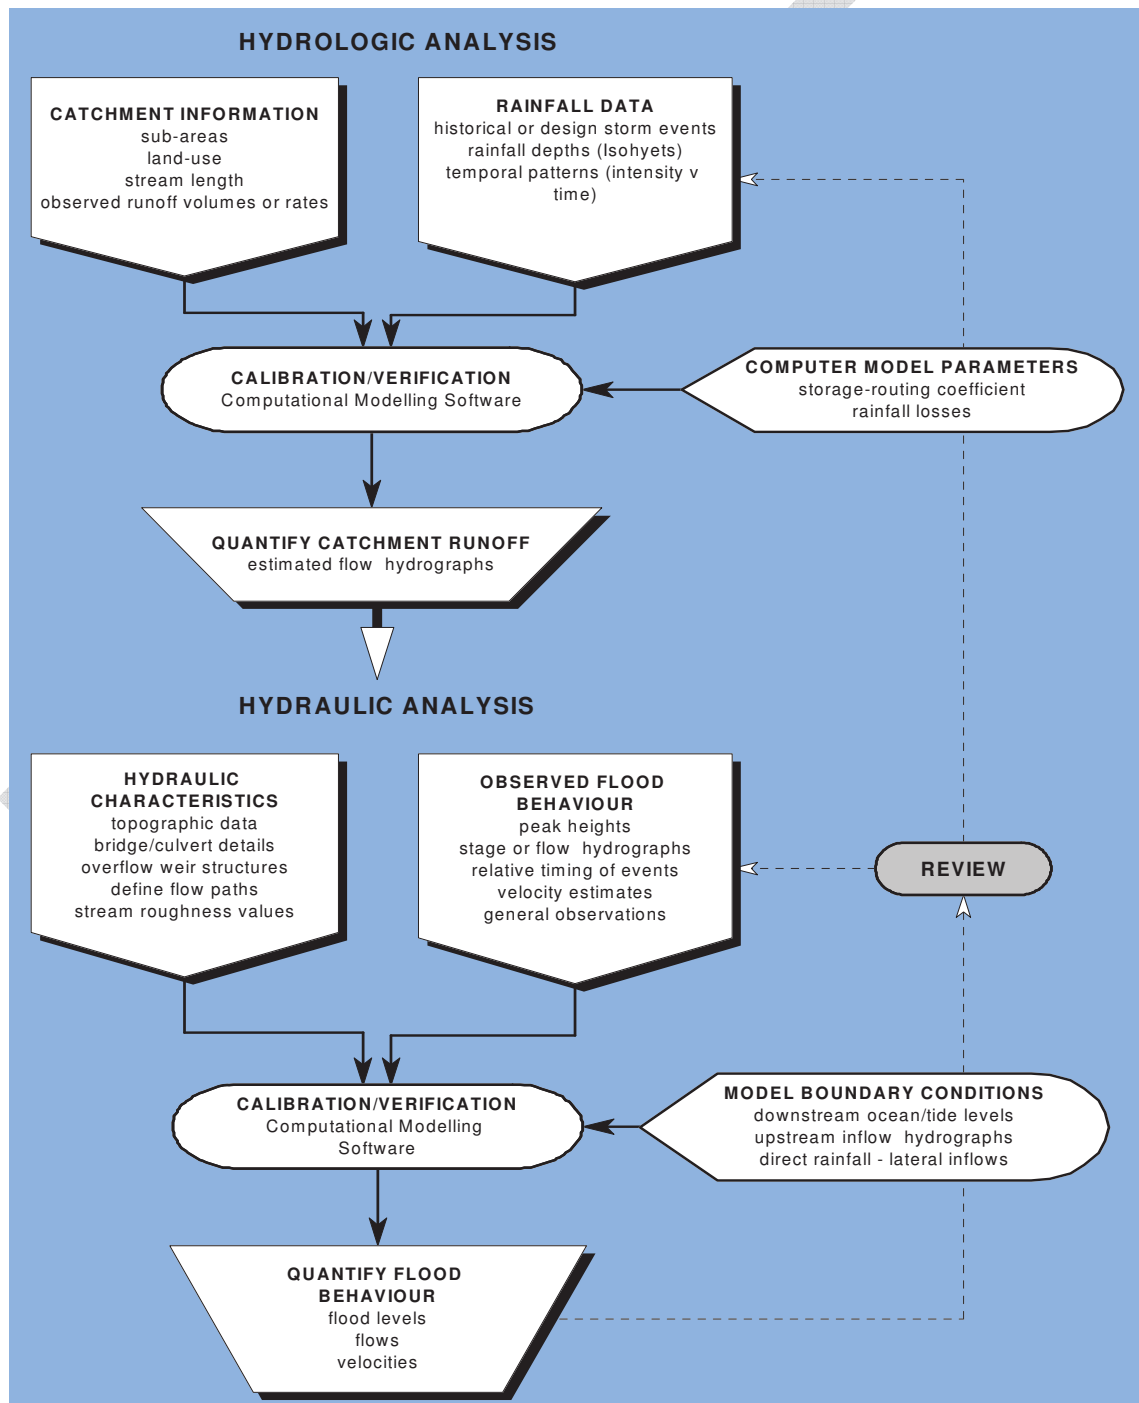 HYDROLOGIC ANALYSIS
CATCHMENT INFORMATION
sub-areas
land-use
stream length
observed runoff volumes or rates
RAINFALL DATA
historical or design storm events
rainfall depths (Isohyets)
temporal patterns (intensity v
time)
CALIBRATION/VERIFICATION
Computational Modelling Software
COMPUTER MODEL PARAMETERS
storage-routing coefficient
rainfall losses
QUANTIFY CATCHMENT RUNOFF
estimated flow hydrographs
HYDRAULIC ANALYSIS
HYDRAULIC
CHARACTERISTICS
topographic data
bridge/culvert details
overflow weir structures
define flow paths
stream roughness values
OBSERVED FLOOD
BEHAVIOUR
peak heights
stage or flow hydrographs
relative timing of events
velocity estimates
general observations
REVIEW
CALIBRATION/VERIFICATION
Computational Modelling
Software
MODEL BOUNDARY CONDITIONS
downstream ocean/tide levels
upstream inflow hydrographs
direct rainfall - lateral inflows
QUANTIFY FLOOD
BEHAVIOUR
flood levels
flows
velocities